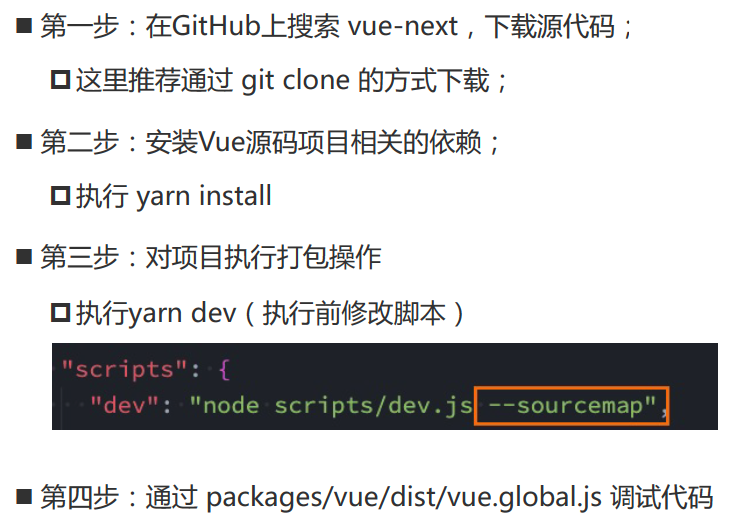 ■ 第一步：在GitHub上搜索 vue-next，下载源代码；
□ 这里推荐通过 git clone 的方式下载；
■ 第二步：安装Vue源码项目相关的依赖；
□ 执行 yarn install
■ 第三步：对项目执行打包操作
□ 执行yarn dev（执行前修改脚本）
"scripts": {
"dev": "node scripts/dev.js --sourcemap",
■ 第四步：通过 packages/vue/dist/vue.global.js 调试代码